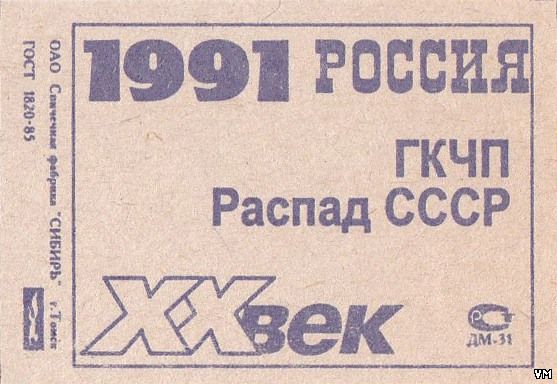 1991 РОССИЯ
ГКЧП
Распад СССР
XX век
ДМ-31
ОАО Спичечная фабрика "СИБИРЬ" г.Томск
ГОСТ 1820-85
VM